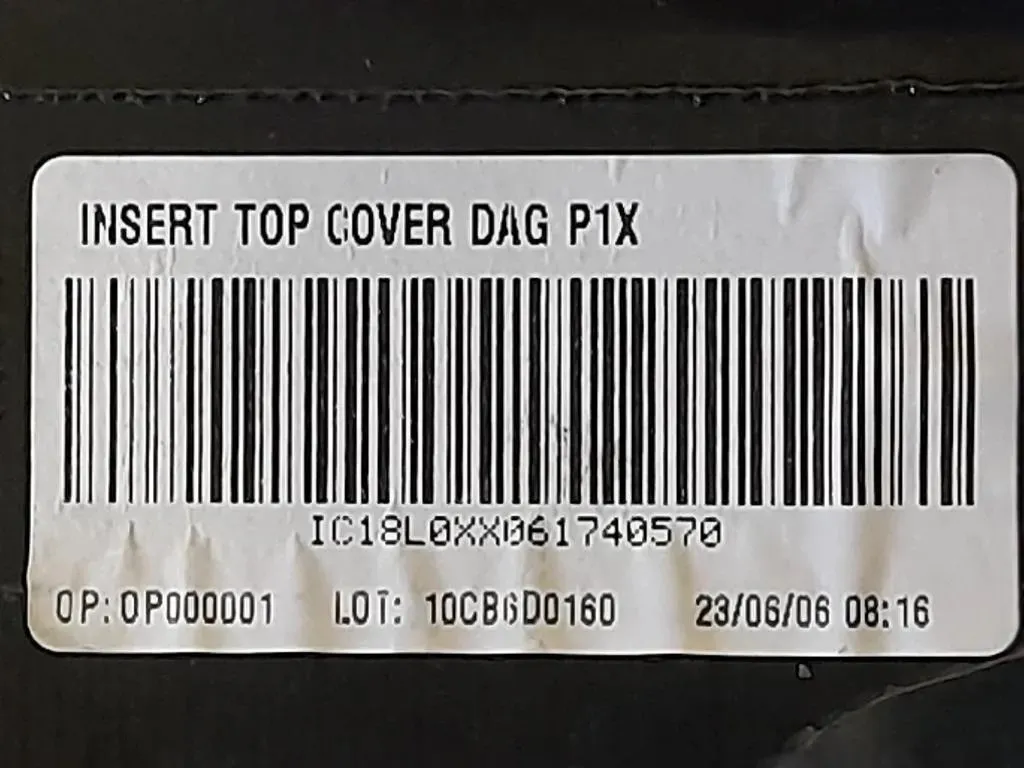 INSERT TOP COVER DAG P1X
IC18L0XX061740570
OP: OP000001 LOT: 10CB6D0160 23/06/06 08:16